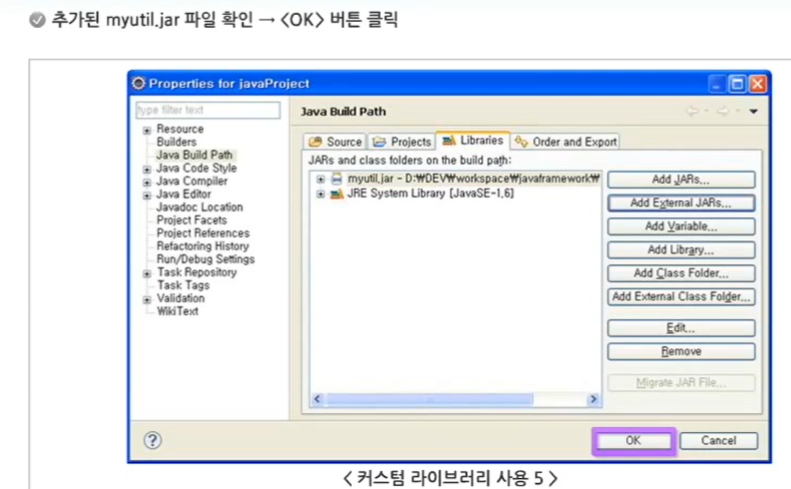 추가된 myutil.jar 파일 확인 → <OK> 버튼 클릭
Properties for javaProject
type filter text
Resource
Builders
Java Build Path
Java Code Style
Java Compiler
Java Editor
Javadoc Location
Project Facets
Project References
Refactoring History
Run/Debug Settings
Task Repository
Task Tags
Validation
WikiText
Java Build Path
Source Projects Libraries Order and Export
JARs and class folders on the build path:
myutil.jar - D:₩DEV₩workspace₩javaframework₩
JRE System Library [JavaSE-1.6]
Add JARs...
Add External JARs...
Add Variable...
Add Library...
Add Class Folder...
Add External Class Folder...
Edit...
Remove
Migrate JAR File...
OK Cancel
< 커스텀 라이브러리 사용 5 >